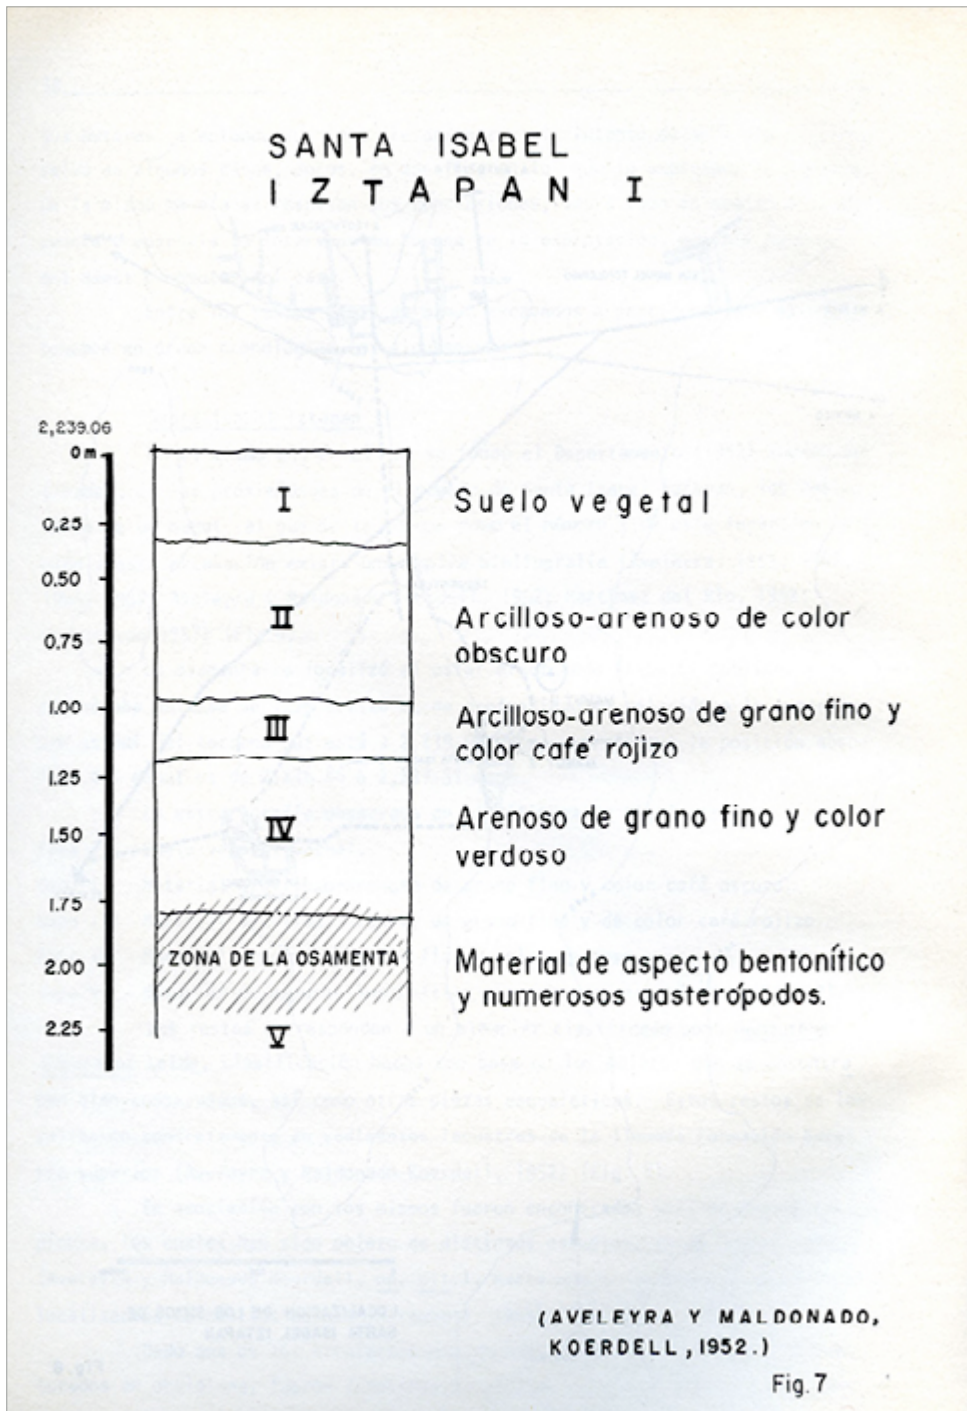 SANTA ISABEL
IZTAPAN I
2,239.06
0 m
0,25
0.50
0,75
1.00
1.25
1.50
1.75
2.00
2.25
I
Suelo vegetal
II
Arcilloso-arenoso de color
obscuro
III
Arcilloso-arenoso de grano fino y
color café rojizo
IV
Arenoso de grano fino y color
verdoso
ZONA DE LA OSAMENTA
Material de aspecto bentonítico
y numerosos gasterópodos.
V
(AVELEYRA Y MALDONADO,
KOERDELL, 1952.)
Fig. 7